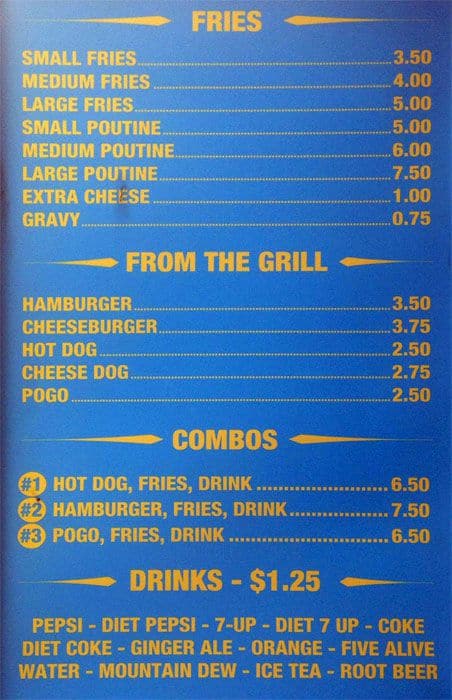 FRIES
SMALL FRIES 3.50
MEDIUM FRIES 4.00
LARGE FRIES 5.00
SMALL POUTINE 5.00
MEDIUM POUTINE 6.00
LARGE POUTINE 7.50
EXTRA CHEESE 1.00
GRAVY 0.75
FROM THE GRILL
HAMBURGER 3.50
CHEESEBURGER 3.75
HOT DOG 2.50
CHEESE DOG 2.75
POGO 2.50
COMBOS
#1 HOT DOG, FRIES, DRINK 6.50
#2 HAMBURGER, FRIES, DRINK 7.50
#3 POGO, FRIES, DRINK 6.50
DRINKS - $1.25
PEPSI - DIET PEPSI - 7-UP - DIET 7 UP - COKE
DIET COKE - GINGER ALE - ORANGE - FIVE ALIVE
WATER - MOUNTAIN DEW - ICE TEA - ROOT BEER